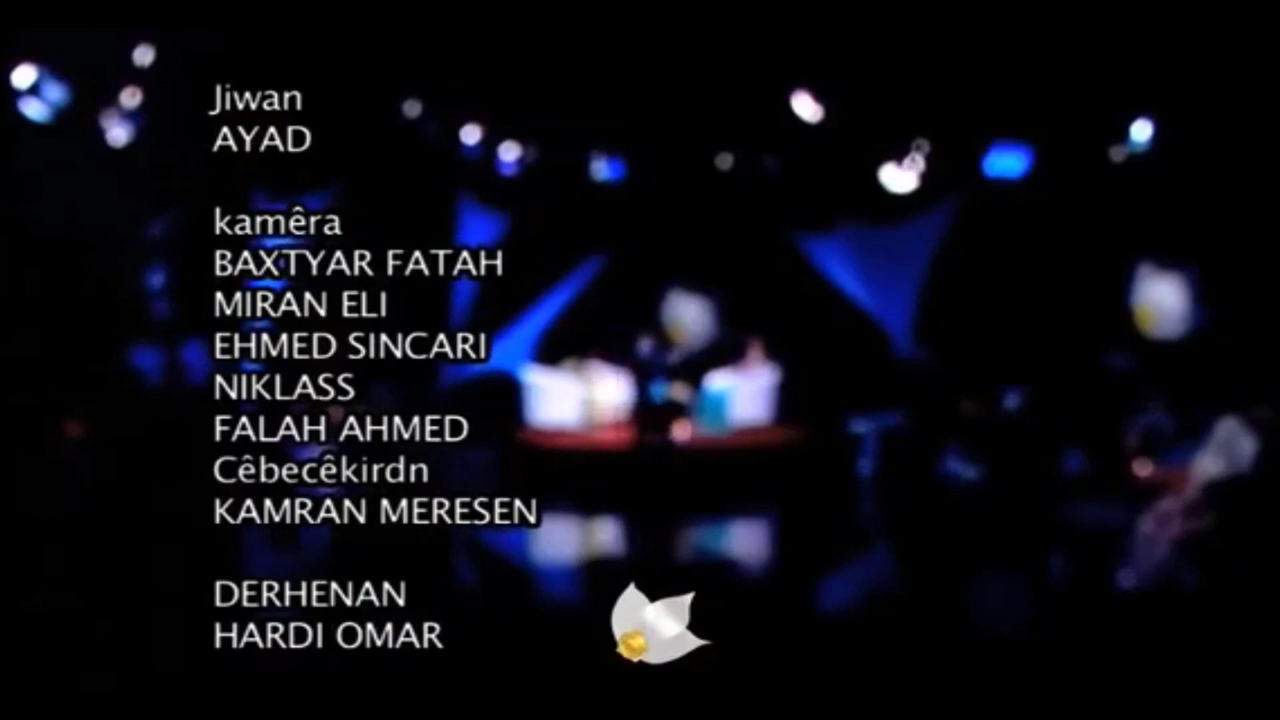 Jiwan
AYAD
kamêra
BAXTYAR FATAH
MIRAN ELI
EHMED SINCARI
NIKLASS
FALAH AHMED
Cêbecêkirdn
KAMRAN MERESEN
DERHENAN
HARDI OMAR